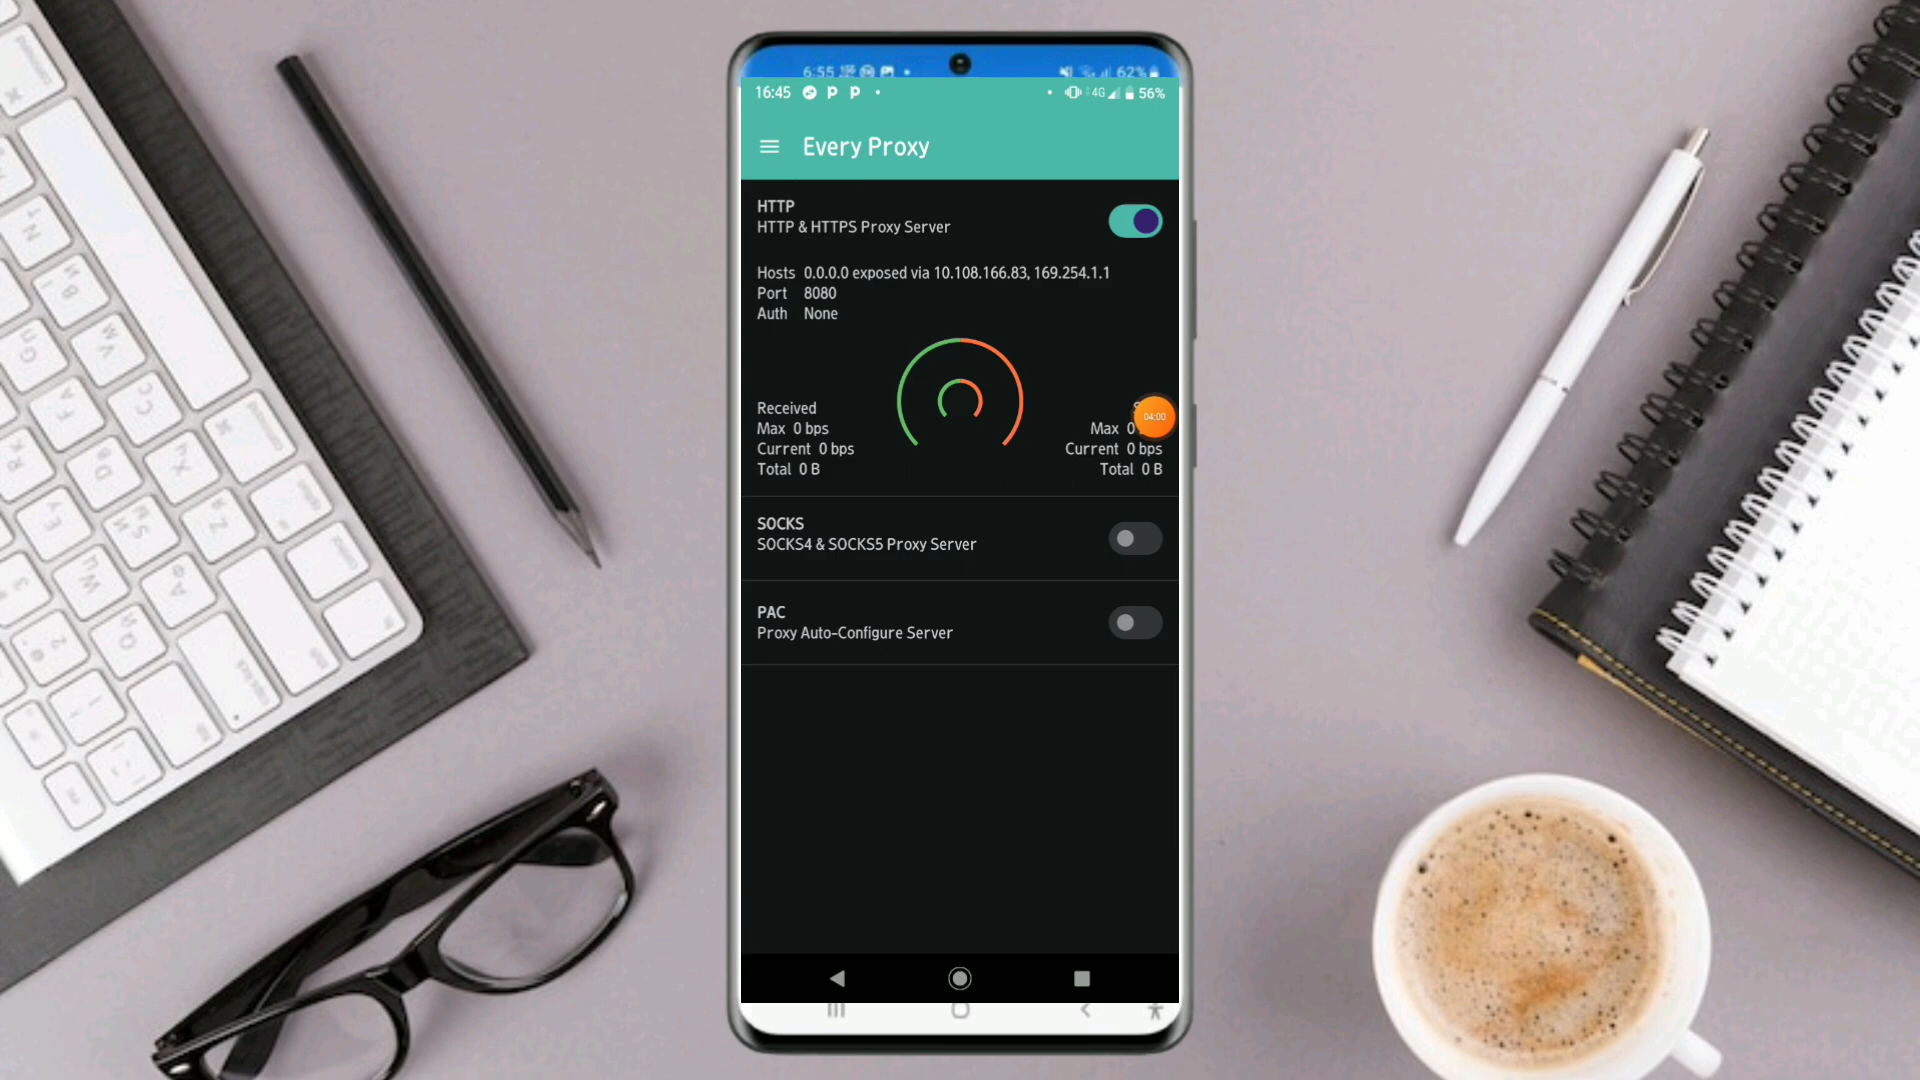 6:55
62%
16:45
4G
56%
Every Proxy
HTTP
HTTP & HTTPS Proxy Server
Hosts 0.0.0.0 exposed via 10.108.166.83, 169.254.1.1
Port 8080
Auth None
Received
Max 0 bps
Max 0
04:00
Current 0 bps
Current 0 bps
Total 0 B
Total 0 B
SOCKS
SOCKS4 & SOCKS5 Proxy Server
PAC
Proxy Auto-Configure Server